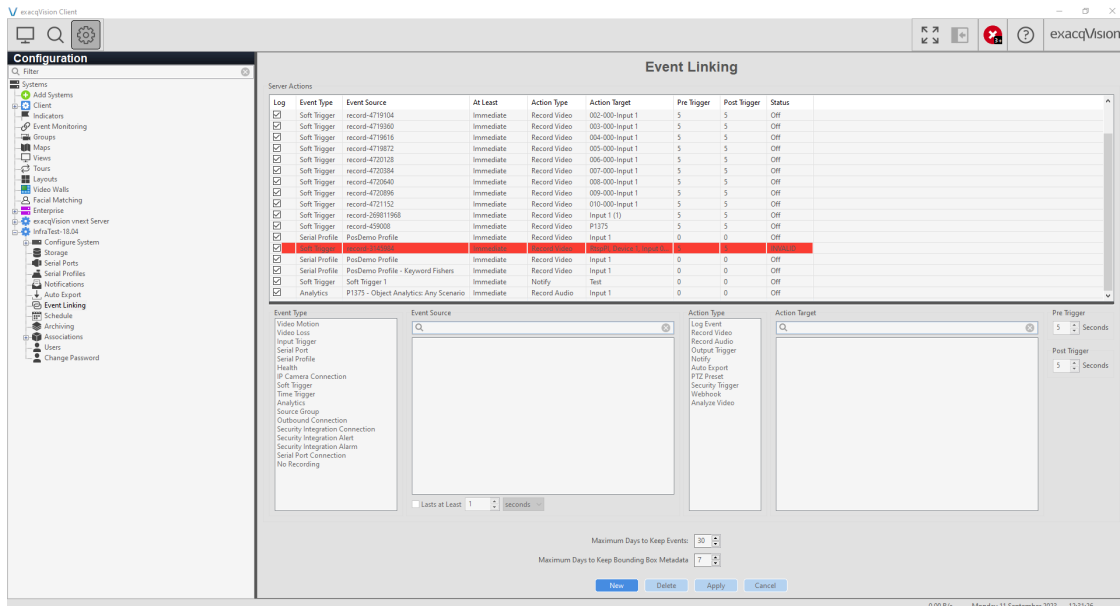 exacqVision Client
exacqVision
Configuration
Filter
Systems
Add Systems
Client
Indicators
Event Monitoring
Groups
Maps
Views
Tours
Layouts
Video Walls
Facial Matching
Enterprise
exacqVision vnext Server
InfraTest-18.04
Configure System
Storage
Serial Ports
Serial Profiles
Notifications
Auto Export
Event Linking
Schedule
Archiving
Associations
Users
Change Password
Event Linking
Server Actions
Log Event Type Event Source At Least Action Type Action Target Pre Trigger Post Trigger Status
Soft Trigger record-4719104 Immediate Record Video 002-000-Input 1 5 5 Off
Soft Trigger record-4719360 Immediate Record Video 003-000-Input 1 5 5 Off
Soft Trigger record-4719616 Immediate Record Video 004-000-Input 1 5 5 Off
Soft Trigger record-4719872 Immediate Record Video 005-000-Input 1 5 5 Off
Soft Trigger record-4720128 Immediate Record Video 006-000-Input 1 5 5 Off
Soft Trigger record-4720384 Immediate Record Video 007-000-Input 1 5 5 Off
Soft Trigger record-4720640 Immediate Record Video 008-000-Input 1 5 5 Off
Soft Trigger record-4720896 Immediate Record Video 009-000-Input 1 5 5 Off
Soft Trigger record-4721152 Immediate Record Video 010-000-Input 1 5 5 Off
Soft Trigger record-269811968 Immediate Record Video Input 1 (1) 5 5 Off
Soft Trigger record-459008 Immediate Record Video P1375 5 5 Off
Serial Profile PosDemo Profile Immediate Record Video Input 1 0 0 Off
Soft Trigger Immediate Record Video 5 5 INVALID
Serial Profile PosDemo Profile Immediate Record Video Input 1 0 0 Off
Serial Profile PosDemo Profile - Keyword Fishers Immediate Record Video Input 1 0 0 Off
Soft Trigger Soft Trigger 1 Immediate Notify Test 0 0 Off
Analytics P1375 - Object Analytics: Any Scenario Immediate Record Audio Input 1 0 0 Off
Event Type
Video Motion
Video Loss
Input Trigger
Serial Port
Serial Profile
Health
IP Camera Connection
Soft Trigger
Time Trigger
Analytics
Source Group
Outbound Connection
Security Integration Connection
Security Integration Alert
Security Integration Alarm
Serial Port Connection
No Recording
Event Source
Lasts at Least 1 seconds
Action Type
Log Event
Record Video
Record Audio
Output Trigger
Notify
Auto Export
PTZ Preset
Security Trigger
Webhook
Analyze Video
Action Target
Pre Trigger
5 Seconds
Post Trigger
5 Seconds
Maximum Days to Keep Events: 30
Maximum Days to Keep Bounding Box Metadata 7
New Delete Apply Cancel
0.00 B/s Monday 11 September 2023 12:31:26